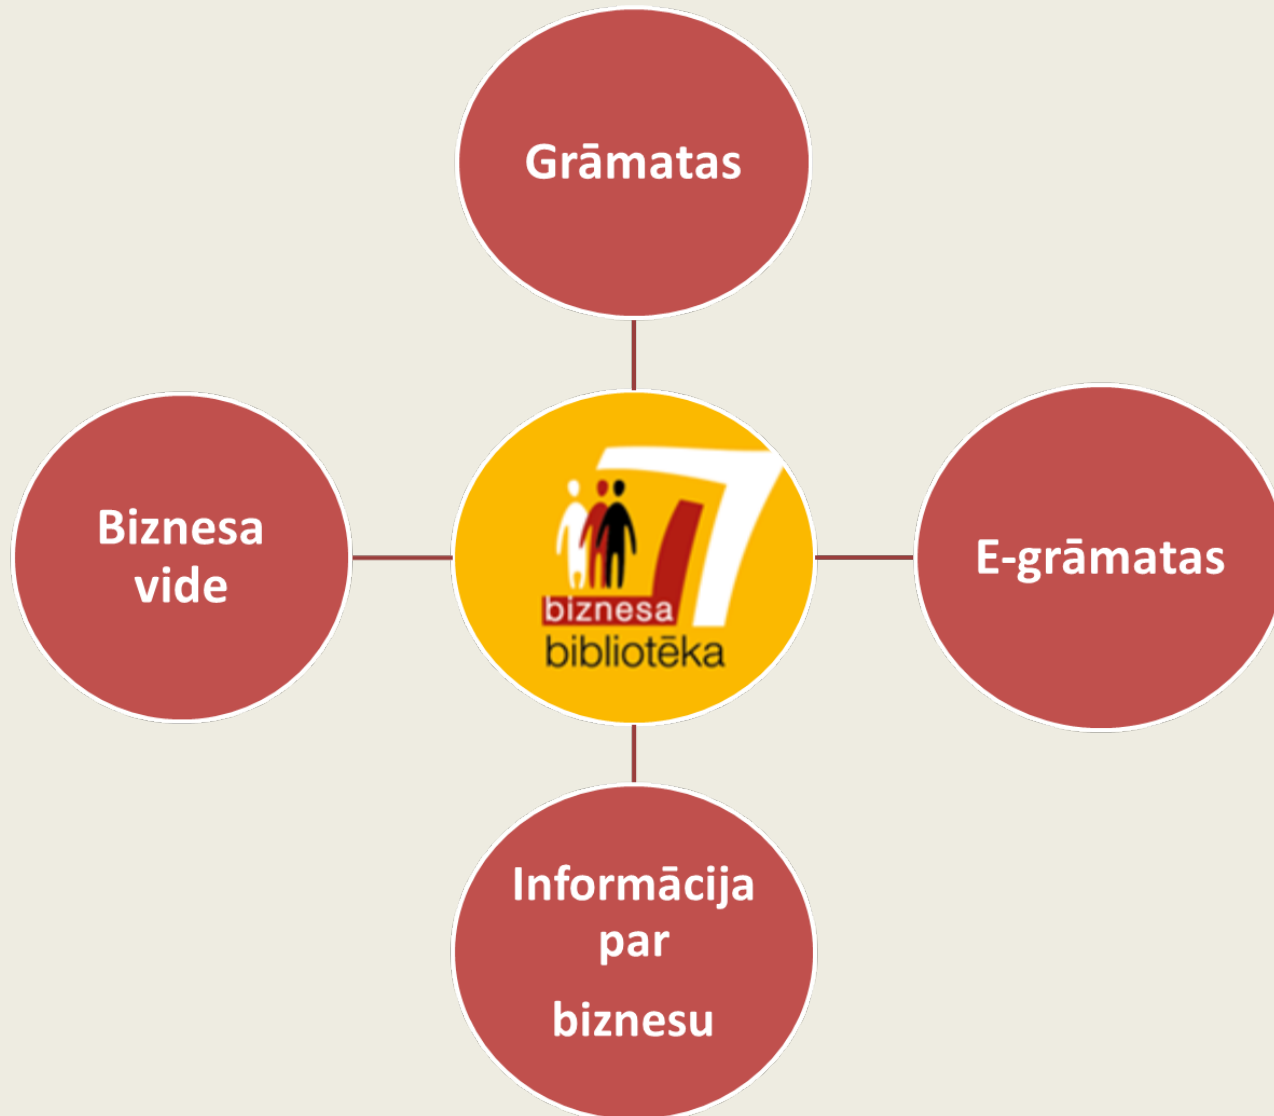 Grāmatas
Biznesa
vide
biznesa
bibliotēka
E-grāmatas
Informācija
par
biznesu